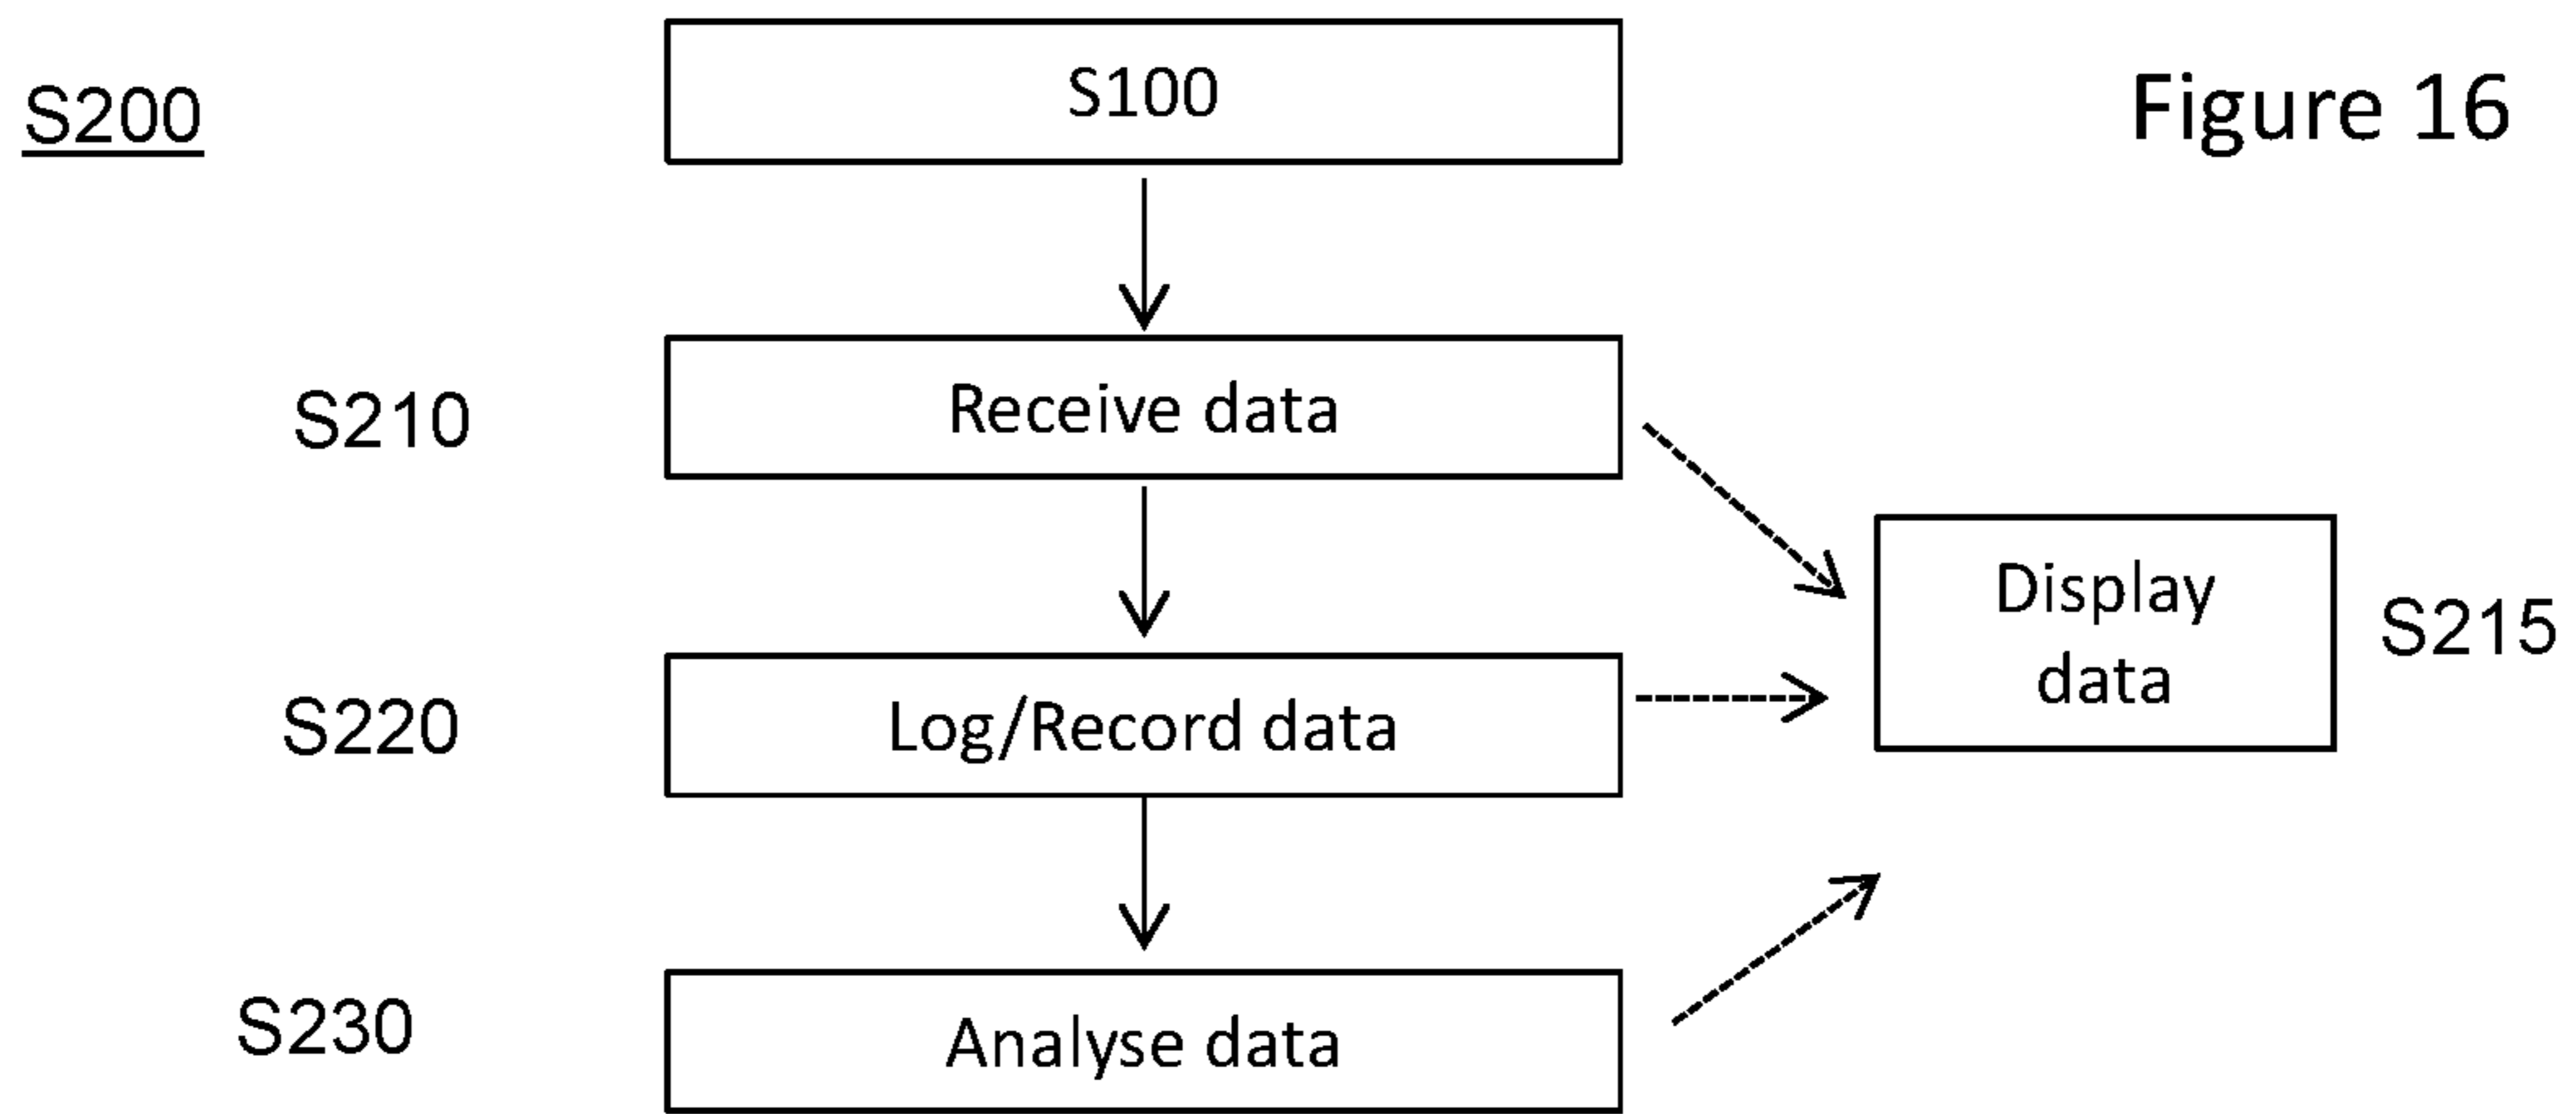 S200
S100
Figure 16
S210
Receive data
Display
data
S215
S220
Log/Record data
S230
Analyse data